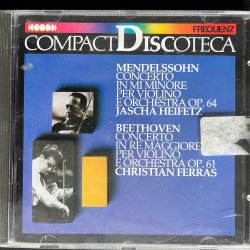 FREQUENZ
COMPACT DISCOTECA
MENDELSSOHN
CONCERTO
IN MI MINORE
PER VIOLINO
E ORCHESTRA OP. 64
JASCHA HEIFETZ
BEETHOVEN
CONCERTO
IN RE MAGGIORE
PER VIOLINO
E ORCHESTRA OP. 61
CHRISTIAN FERRAS